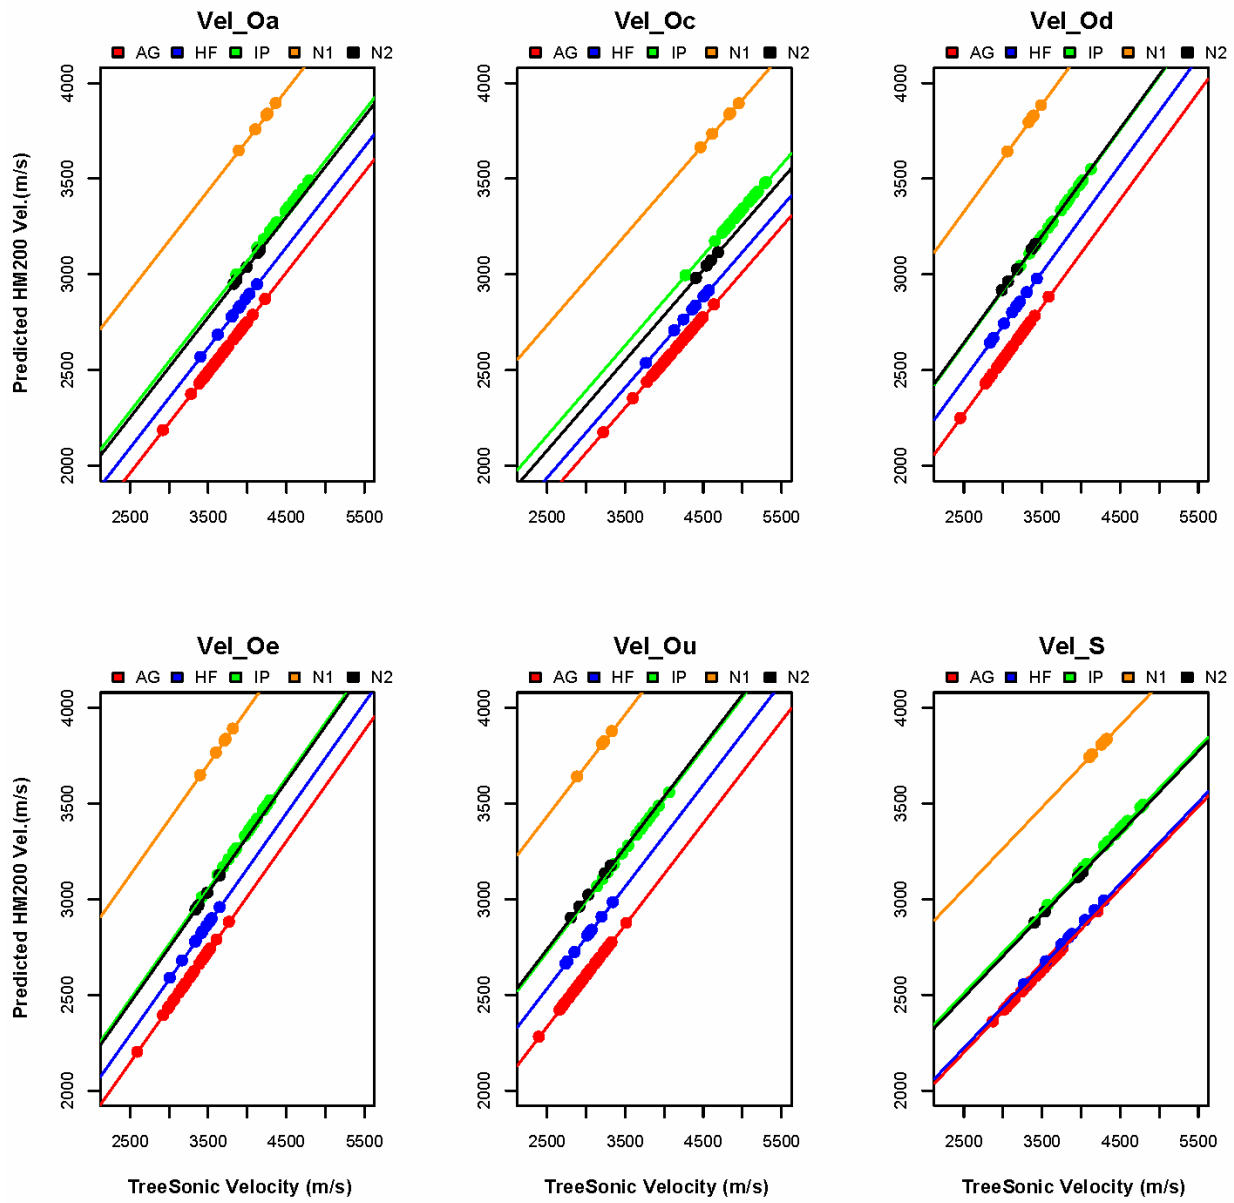 Vel_Oa
AG HF IP N1 N2
Predicted HM200 Vel.(m/s)
4000
3500
3000
2500
2000
2500 3500 4500 5500
Vel_Oc
AG HF IP N1 N2
4000
3500
3000
2500
2000
2500 3500 4500 5500
Vel_Od
AG HF IP N1 N2
4000
3500
3000
2500
2000
2500 3500 4500 5500
Vel_Oe
AG HF IP N1 N2
Predicted HM200 Vel.(m/s)
4000
3500
3000
2500
2000
2500 3500 4500 5500
TreeSonic Velocity (m/s)
Vel_Ou
AG HF IP N1 N2
4000
3500
3000
2500
2000
2500 3500 4500 5500
TreeSonic Velocity (m/s)
Vel_S
AG HF IP N1 N2
4000
3500
3000
2500
2000
2500 3500 4500 5500
TreeSonic Velocity (m/s)